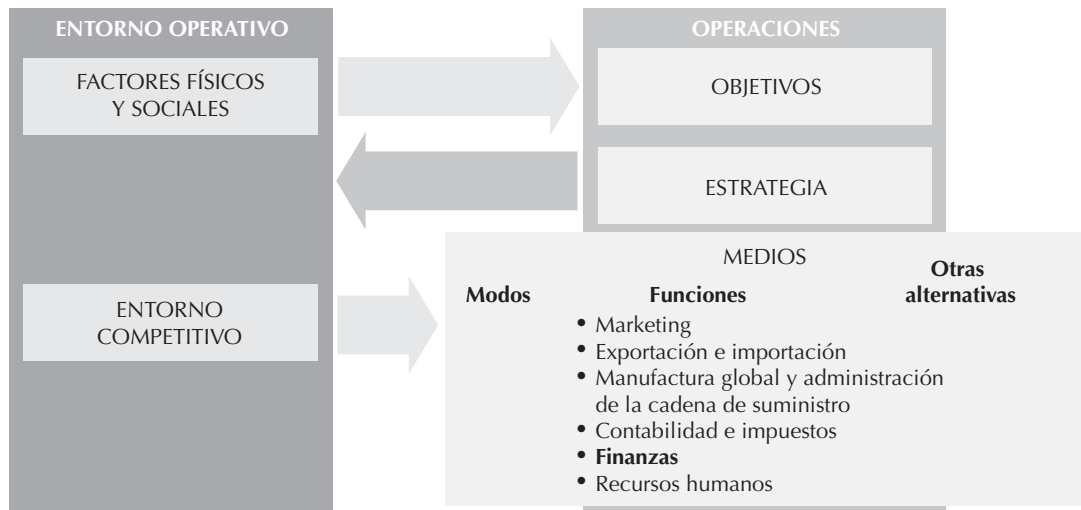 ENTORNO OPERATIVO
FACTORES FÍSICOS
Y SOCIALES
ENTORNO
COMPETITIVO
OPERACIONES
OBJETIVOS
ESTRATEGIA
MEDIOS
Modos
Funciones
Otras
alternativas
• Marketing
• Exportación e importación
• Manufactura global y administración
de la cadena de suministro
• Contabilidad e impuestos
• Finanzas
• Recursos humanos